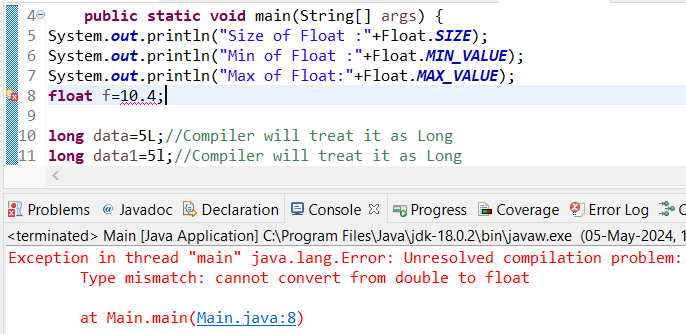 4 public static void main(String[] args) {
5 System.out.println("Size of Float :"+Float.SIZE);
6 System.out.println("Min of Float :"+Float.MIN_VALUE);
7 System.out.println("Max of Float:"+Float.MAX_VALUE);
8 float f=10.4;
9
10 long data=5L;//Compiler will treat it as Long
11 long data1=5l;//Compiler will treat it as Long
Problems @ Javadoc Declaration Console Progress Coverage Error Log
<terminated> Main [Java Application] C:\Program Files\Java\jdk-18.0.2\bin\javaw.exe (05-May-2024, 1
Exception in thread "main" java.lang.Error: Unresolved compilation problem:
Type mismatch: cannot convert from double to float
at Main.main(Main.java:8)